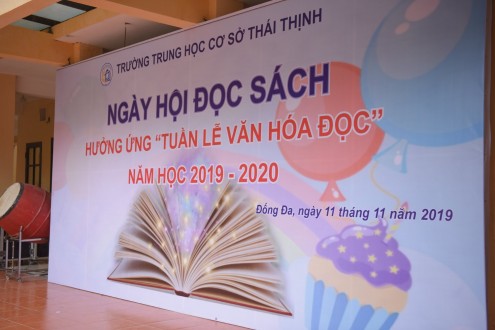 TRƯỜNG TRUNG HỌC CƠ SỞ THÁI THỊNH
NGÀY HỘI ĐỌC SÁCH
HƯỞNG ỨNG "TUẦN LỄ VĂN HÓA ĐỌC"
NĂM HỌC 2019 - 2020
Đống Đa, ngày 11 tháng 11 năm 2019